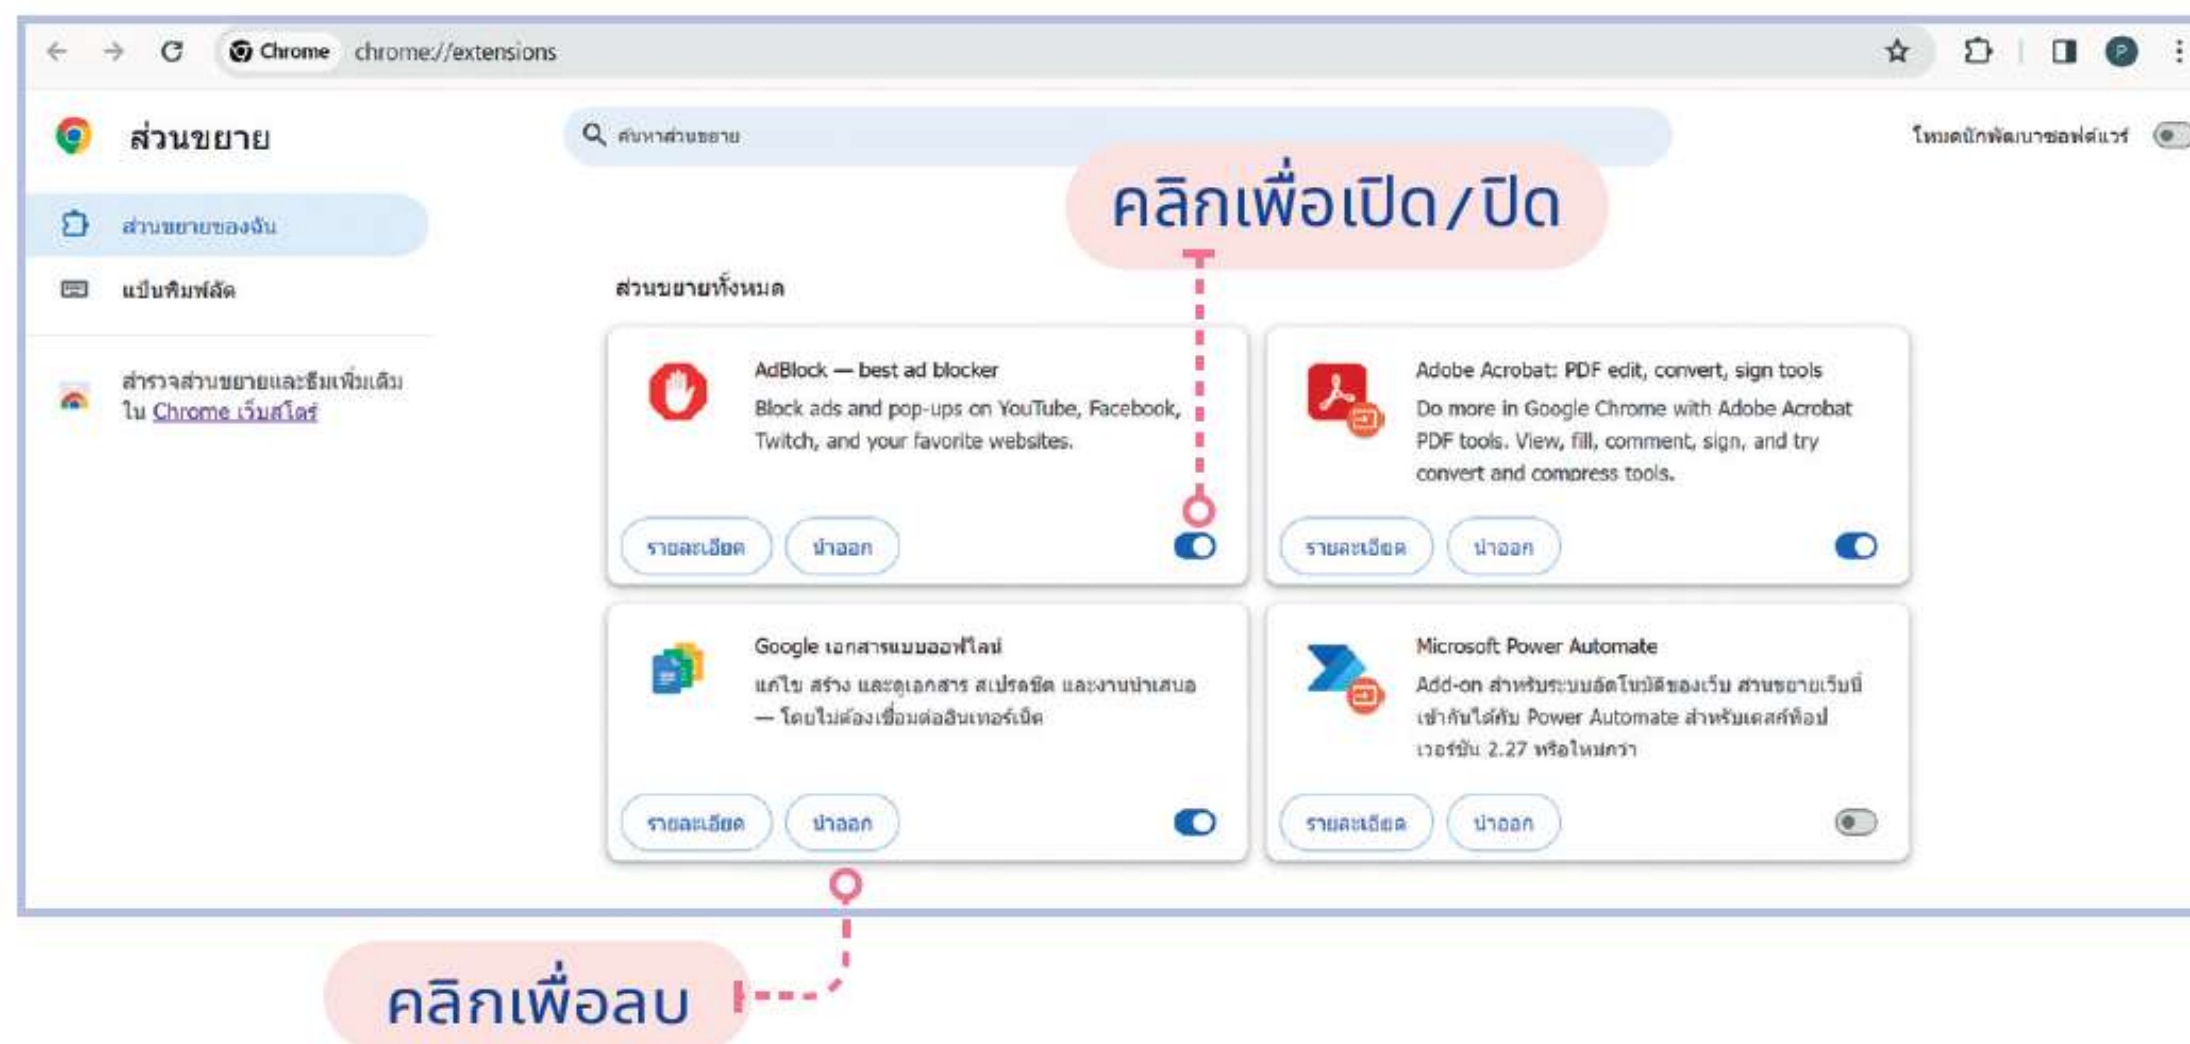 Chrome chrome://extensions
P
ส่วนขยาย
ค้นหาส่วนขยาย
โหมดนักพัฒนาซอฟต์แวร์
คลิกเพื่อเปิด/ปิด
ส่วนขยายของฉัน
แป้นพิมพ์ลัด
สำรวจส่วนขยายและธีมเพิ่มเติม
ใน Chrome เว็บสโตร์
ส่วนขยายทั้งหมด
AdBlock — best ad blocker
Block ads and pop-ups on YouTube, Facebook,
Twitch, and your favorite websites.
รายละเอียด
นำออก
Adobe Acrobat: PDF edit, convert, sign tools
Do more in Google Chrome with Adobe Acrobat
PDF tools. View, fill, comment, sign, and try
convert and compress tools.
รายละเอียด
นำออก
Google เอกสารแบบออฟไลน์
แก้ไข สร้าง และดูเอกสาร สเปรดชีต และงานนำเสนอ
— โดยไม่ต้องเชื่อมต่ออินเทอร์เน็ต
รายละเอียด
นำออก
Microsoft Power Automate
Add-on สำหรับระบบอัตโนมัติของเว็บ ส่วนขยายเว็บนี้
เข้ากันได้กับ Power Automate สำหรับเดสก์ท็อป
เวอร์ชัน 2.27 หรือใหม่กว่า
รายละเอียด
นำออก
คลิกเพื่อลบ